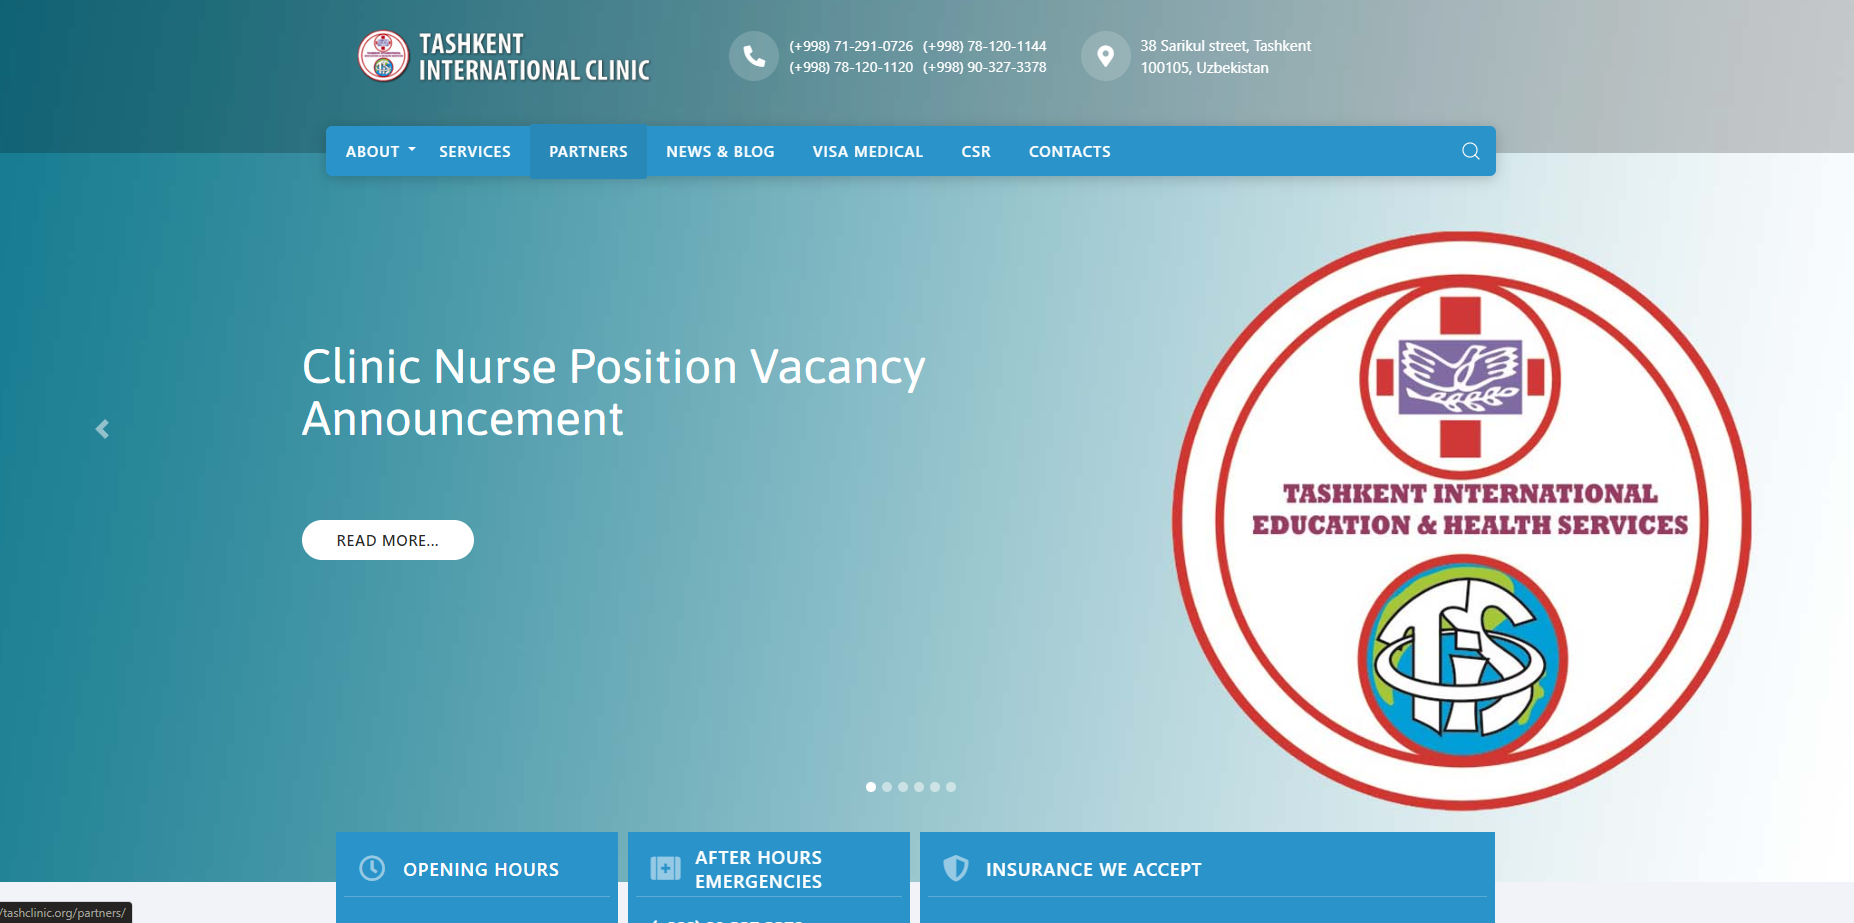 TASHKENT
INTERNATIONAL CLINIC
(+998) 71-291-0726 (+998) 78-120-1144
(+998) 78-120-1120 (+998) 90-327-3378
38 Sarikul street, Tashkent
100105, Uzbekistan
ABOUT SERVICES PARTNERS NEWS & BLOG VISA MEDICAL CSR CONTACTS
Clinic Nurse Position Vacancy
Announcement
READ MORE...
TASHKENT INTERNATIONAL
EDUCATION & HEALTH SERVICES
OPENING HOURS
AFTER HOURS
EMERGENCIES
INSURANCE WE ACCEPT
/tashclinic.org/partners/